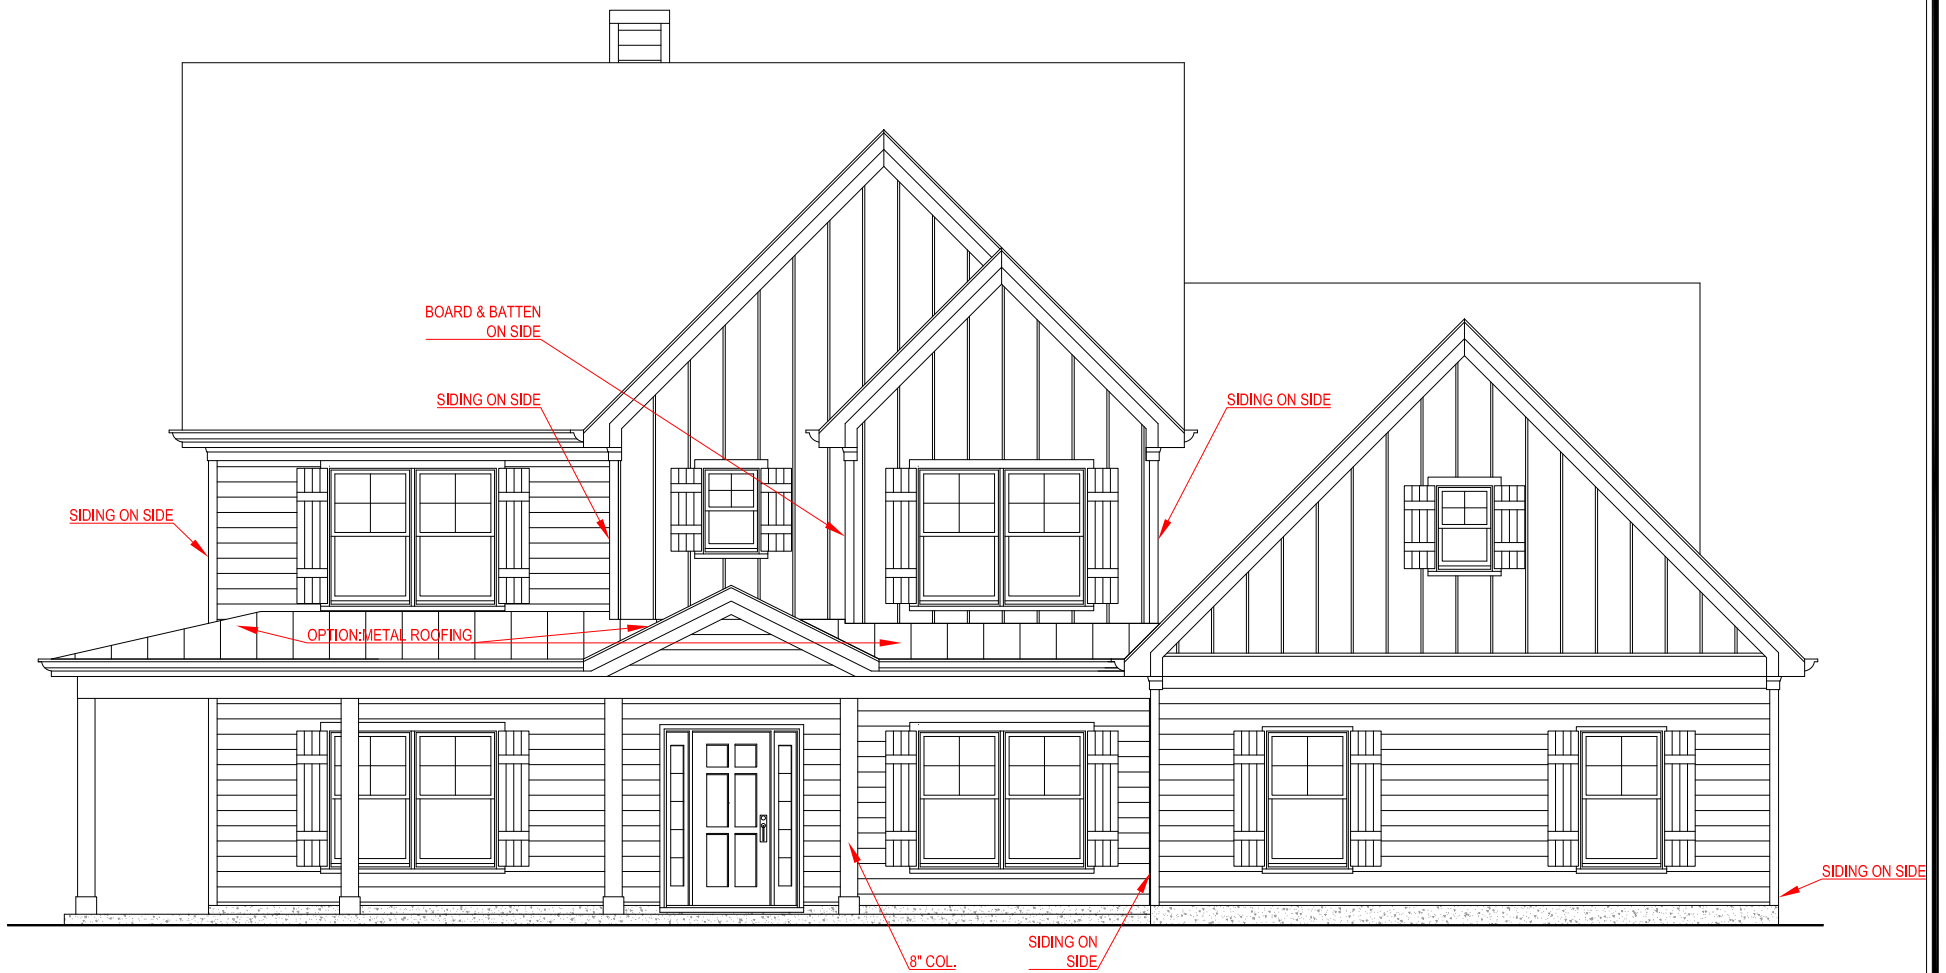 BOARD & BATTEN
ON SIDE
SIDING ON SIDE
SIDING ON SIDE
SIDING ON SIDE
OPTION:METAL ROOFING
SIDING ON SIDE
SIDING ON
SIDE
8" COL.